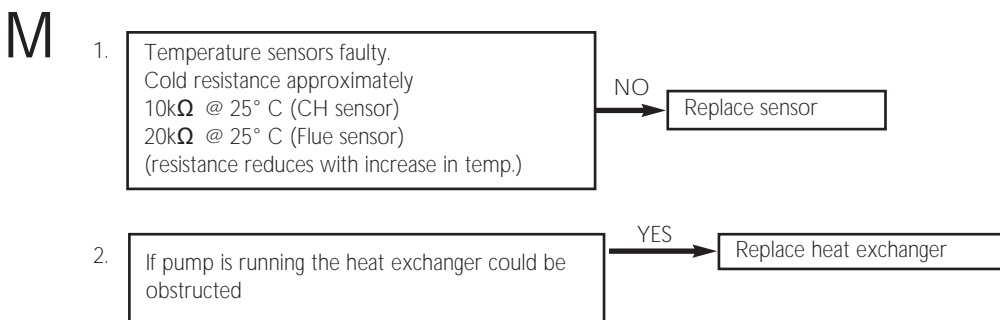 M
1. Temperature sensors faulty.
Cold resistance approximately
10kΩ @ 25° C (CH sensor)
20kΩ @ 25° C (Flue sensor)
(resistance reduces with increase in temp.)
NO
Replace sensor
2. If pump is running the heat exchanger could be
obstructed
YES
Replace heat exchanger